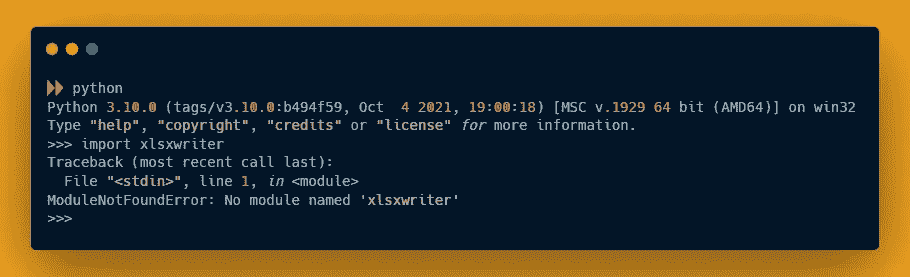 python
Python 3.10.0 (tags/v3.10.0:b494f59, Oct  4 2021, 19:00:18) [MSC v.1929 64 bit (AMD64)] on win32
Type "help", "copyright", "credits" or "license" for more information.
>>> import xlsxwriter
Traceback (most recent call last):
  File "<stdin>", line 1, in <module>
ModuleNotFoundError: No module named 'xlsxwriter'
>>>